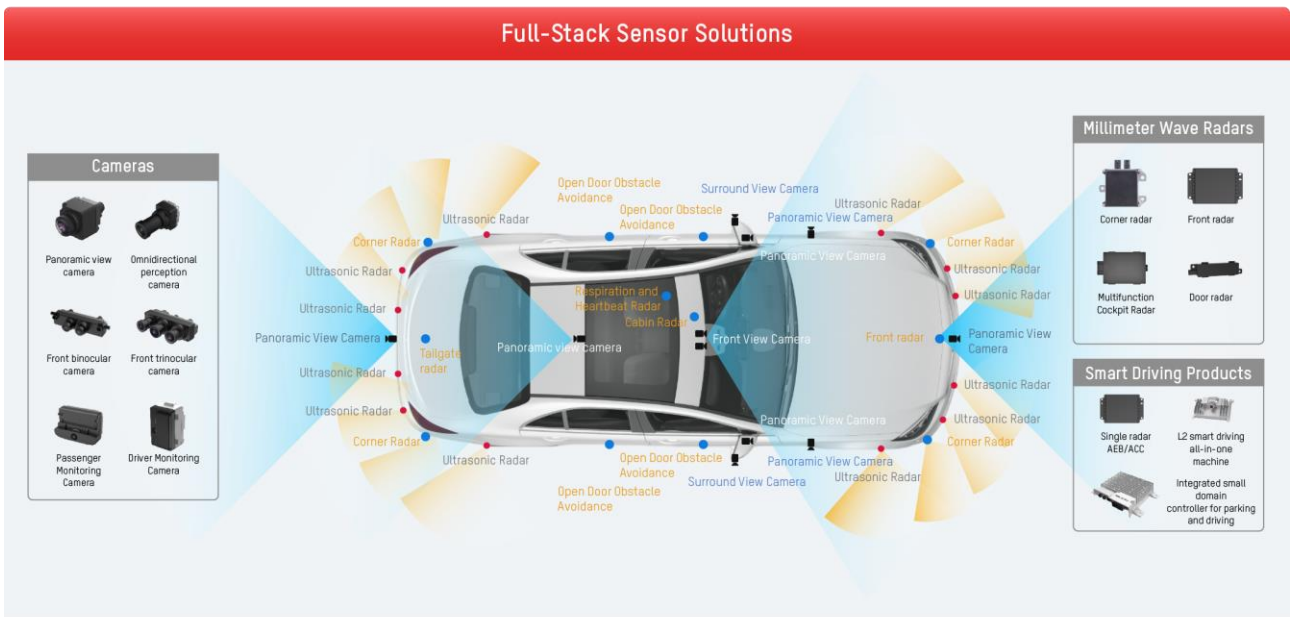 Full-Stack Sensor Solutions
Cameras
Panoramic view
camera
Omnidirectional
perception
camera
Front binocular
camera
Front trinocular
camera
Passenger
Monitoring
Camera
Driver Monitoring
Camera
Open Door Obstacle
Avoidance
Surround View Camera
Ultrasonic Radar
Open Door Obstacle
Avoidance
Panoramic View Camera
Ultrasonic Radar
Corner Radar
Panoramic View Camera
Corner Radar
Ultrasonic Radar
Ultrasonic Radar
Respiration and
Heartbeat Radar
Ultrasonic Radar
Ultrasonic Radar
Cabin Radar
Panoramic View Camera
Tailgate
radar
Panoramic view camera
Front View Camera
Front radar
Panoramic View
Camera
Ultrasonic Radar
Ultrasonic Radar
Ultrasonic Radar
Panoramic View Camera
Ultrasonic Radar
Corner Radar
Corner Radar
Ultrasonic Radar
Open Door Obstacle
Avoidance
Panoramic View Camera
Ultrasonic Radar
Surround View Camera
Open Door Obstacle
Avoidance
Millimeter Wave Radars
Corner radar
Front radar
Multifunction
Cockpit Radar
Door radar
Smart Driving Products
Single radar
AEB/ACC
L2 smart driving
all-in-one
machine
Integrated small
domain
controller for parking
and driving